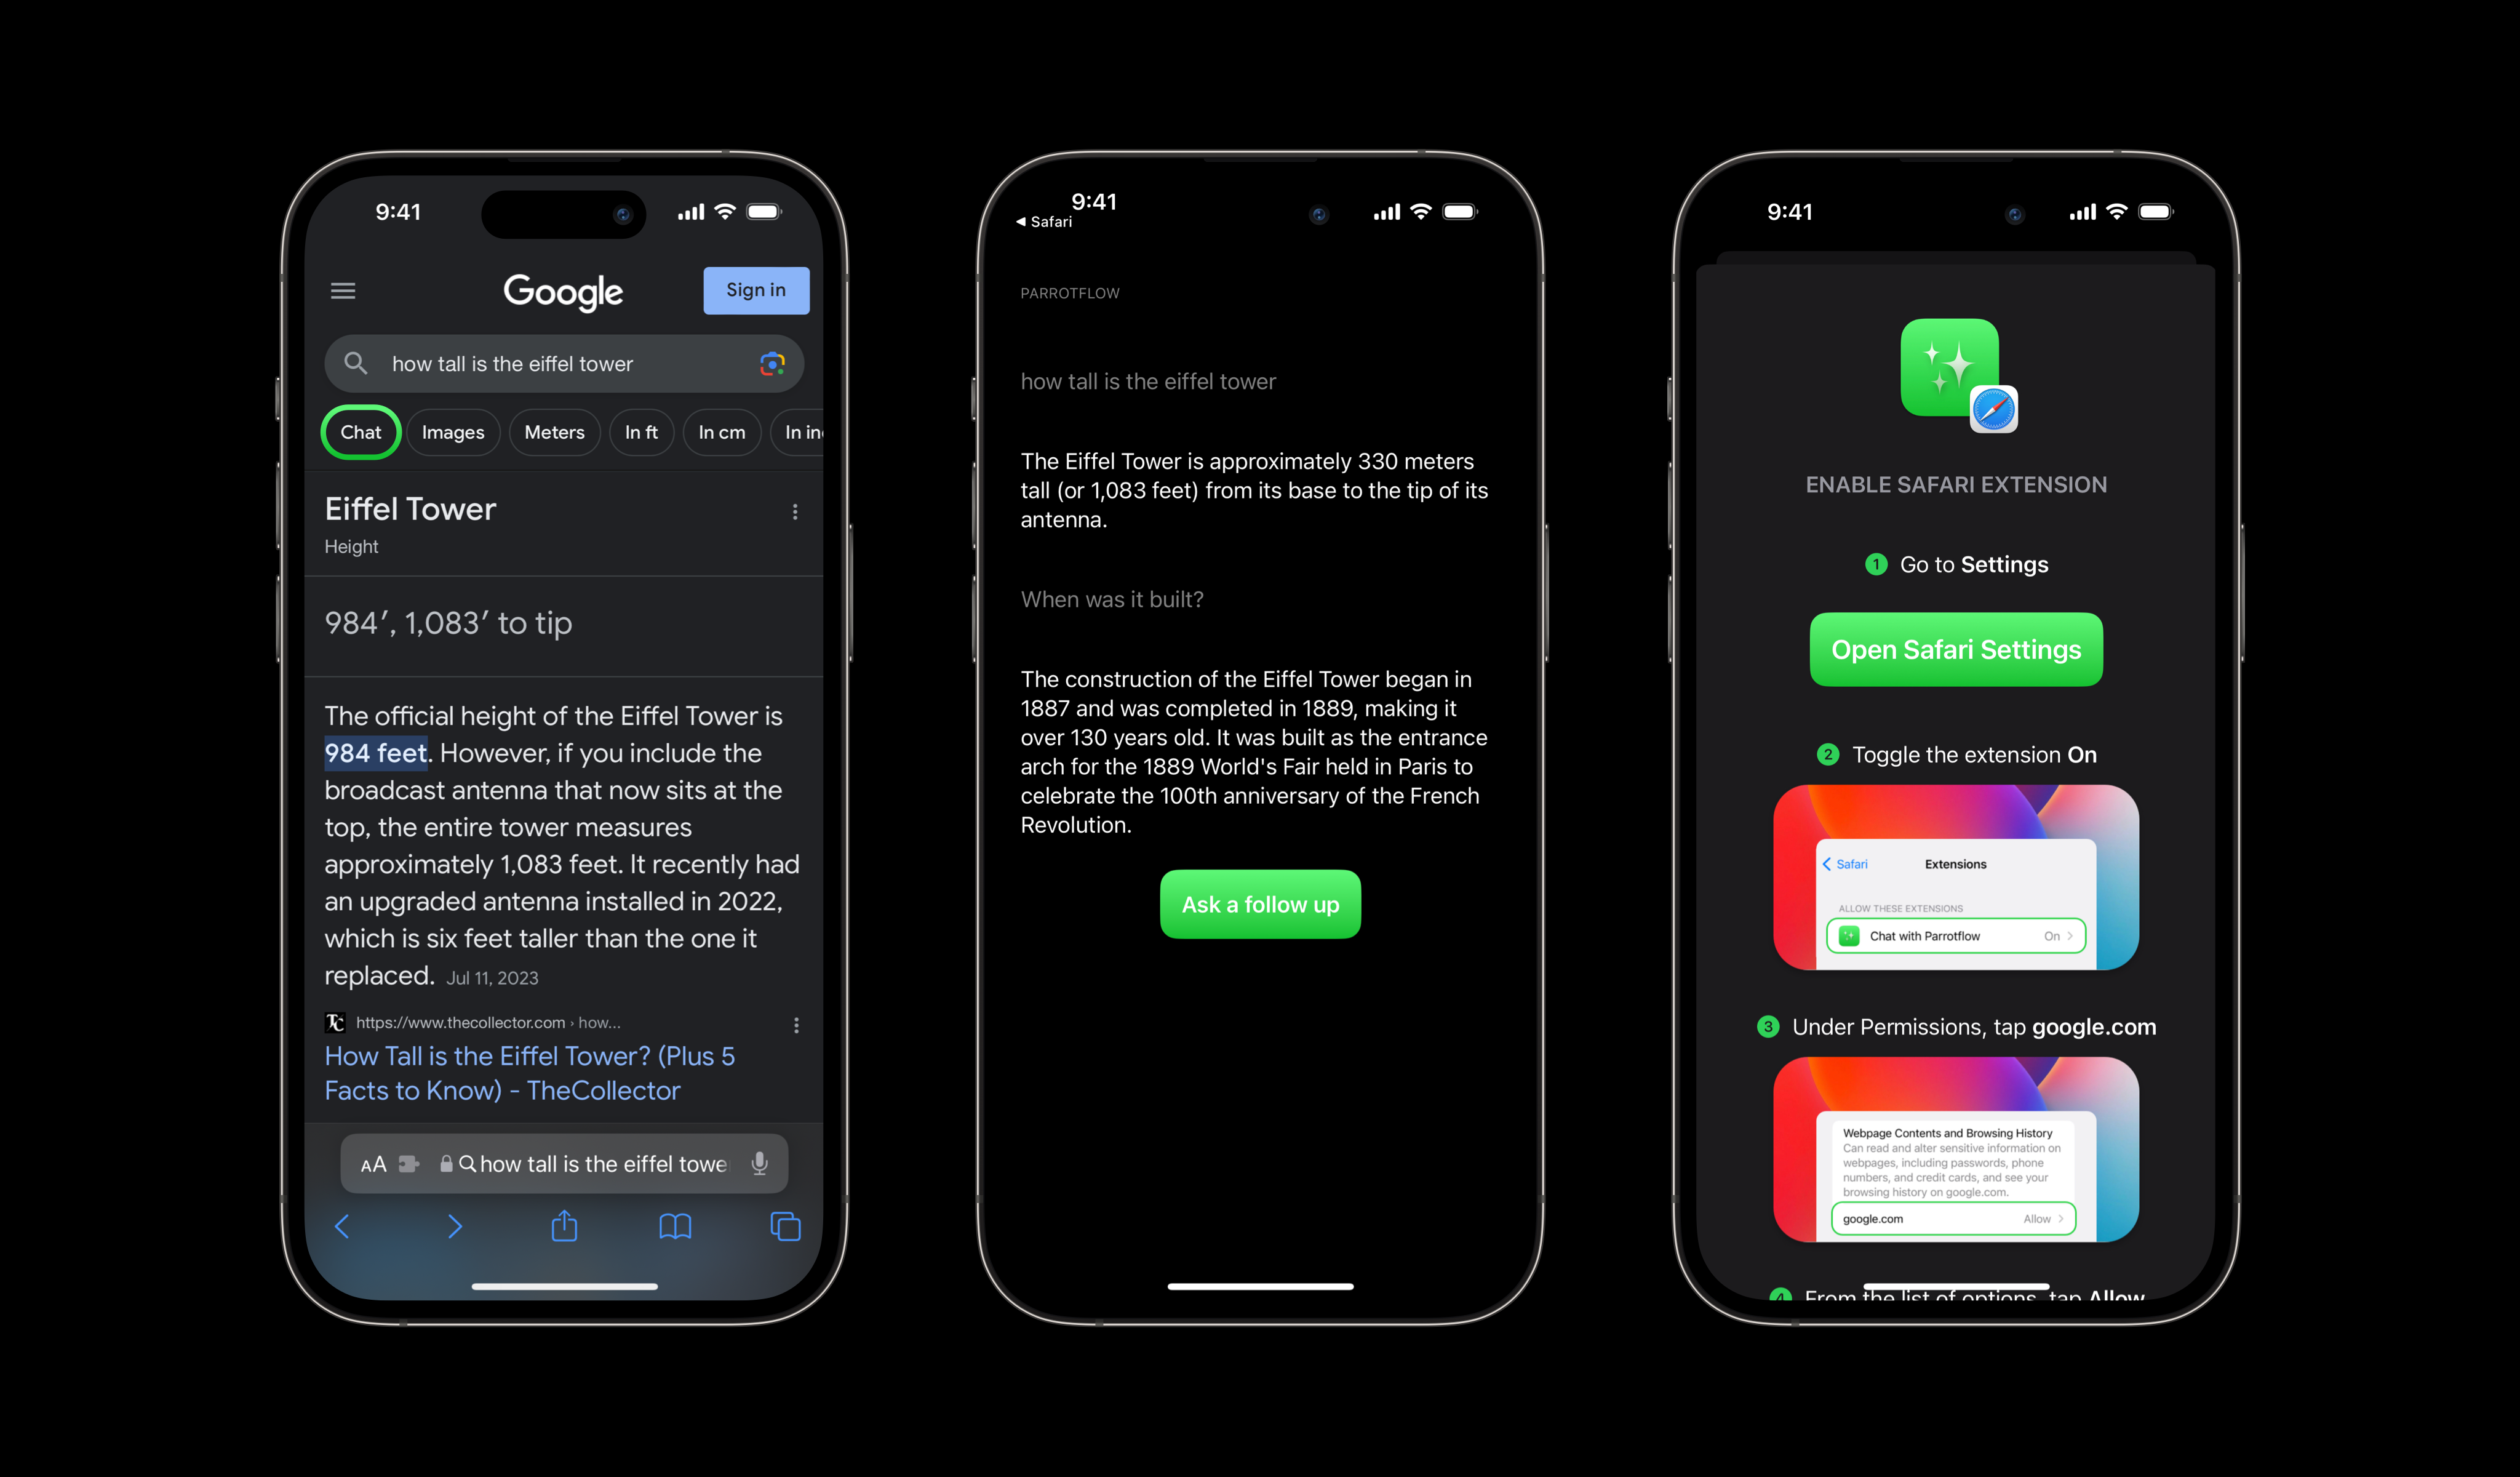 9:41
Google
Sign in
how tall is the eiffel tower
Chat
Images
Meters
In ft
In cm
In in
Eiffel Tower
Height
984′, 1,083′ to tip
The official height of the Eiffel Tower is
984 feet. However, if you include the
broadcast antenna that now sits at the
top, the entire tower measures
approximately 1,083 feet. It recently had
an upgraded antenna installed in 2022,
which is six feet taller than the one it
replaced. Jul 11, 2023
TC
https://www.thecollector.com › how...
How Tall is the Eiffel Tower? (Plus 5
Facts to Know) - TheCollector
AA how tall is the eiffel towe
9:41
◀ Safari
PARROTFLOW
how tall is the eiffel tower
The Eiffel Tower is approximately 330 meters
tall (or 1,083 feet) from its base to the tip of its
antenna.
When was it built?
The construction of the Eiffel Tower began in
1887 and was completed in 1889, making it
over 130 years old. It was built as the entrance
arch for the 1889 World's Fair held in Paris to
celebrate the 100th anniversary of the French
Revolution.
Ask a follow up
9:41
ENABLE SAFARI EXTENSION
1 Go to Settings
Open Safari Settings
2 Toggle the extension On
Safari
Extensions
ALLOW THESE EXTENSIONS
Chat with Parrotflow On
3 Under Permissions, tap google.com
Webpage Contents and Browsing History
Can read and alter sensitive information on
webpages, including passwords, phone
numbers, and credit cards, and see your
browsing history on google.com.
google.com Allow
4 From the list of options, tap Allow